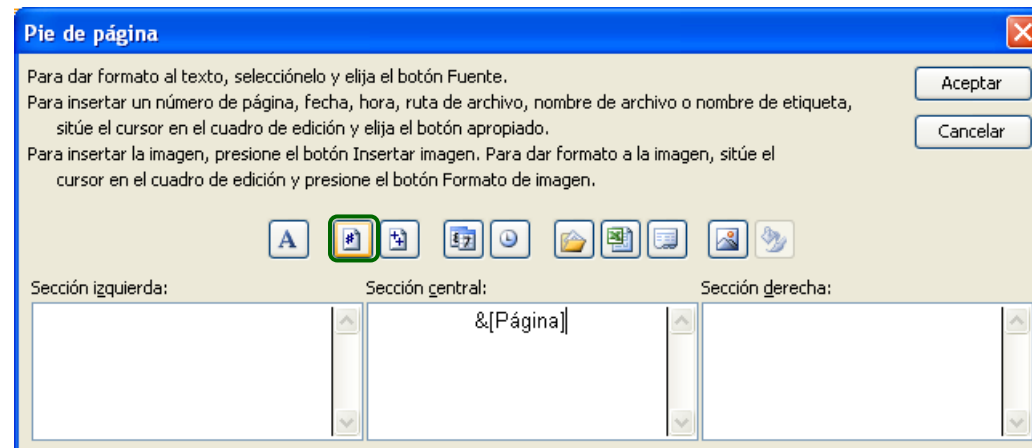 Pie de página
Para dar formato al texto, selecciónelo y elija el botón Fuente.
Para insertar un número de página, fecha, hora, ruta de archivo, nombre de archivo o nombre de etiqueta,
sitúe el cursor en el cuadro de edición y elija el botón apropiado.
Para insertar la imagen, presione el botón Insertar imagen. Para dar formato a la imagen, sitúe el
cursor en el cuadro de edición y presione el botón Formato de imagen.
Aceptar
Cancelar
A
Sección izquierda:
Sección central:
Sección derecha:
&[Página]